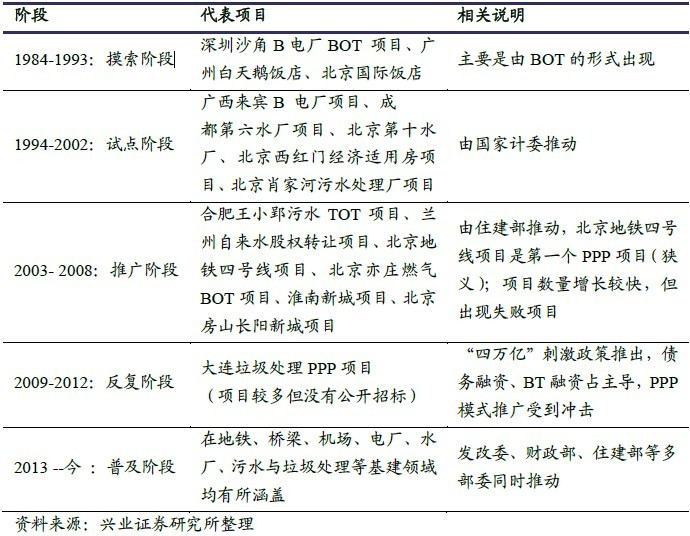 阶段 代表项目 相关说明
1984-1993：摸索阶段
深圳沙角 B 电厂 BOT 项目、广
州白天鹅饭店、北京国际饭店
主要是由 BOT 的形式出现
1994-2002：试点阶段
广西来宾 B 电厂项目、成
都第六水厂项目、北京第十水
厂、北京西红门经济适用房项
目、北京肖家河污水处理厂项目
由国家计委推动
2003- 2008：推广阶段
合肥王小郢污水 TOT 项目、兰
州自来水股权转让项目、北京地
铁四号线项目、北京亦庄燃气
BOT 项目、淮南新城项目、北京
房山长阳新城项目
由住建部推动，北京地铁四号
线项目是第一个 PPP 项目（狭
义）；项目数量增长较快，但
出现失败项目
2009-2012：反复阶段
大连垃圾处理 PPP 项目
（项目较多但没有公开招标）
“四万亿”刺激政策推出，债
务融资、BT 融资占主导，PPP
模式推广受到冲击
2013 --今 ：普及阶段
在地铁、桥梁、机场、电厂、水
厂、污水与垃圾处理等基建领域
均有所涵盖
发改委、财政部、住建部等多
部委同时推动
资料来源：兴业证券研究所整理